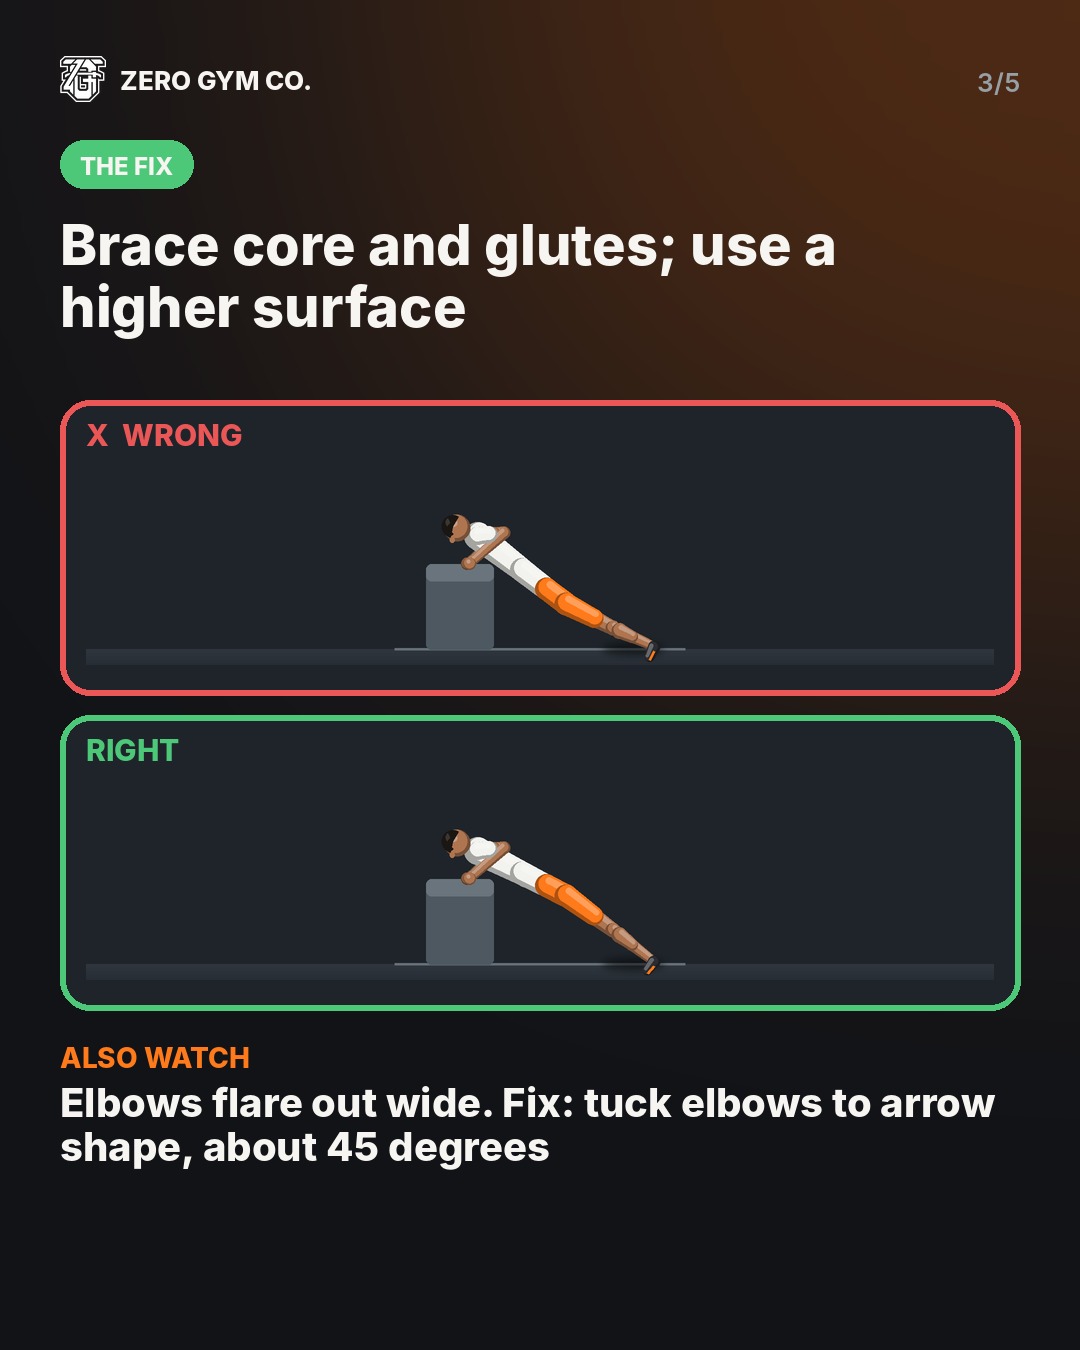 ZERO GYM CO.
3/5
THE FIX
Brace core and glutes; use a
higher surface
X WRONG
RIGHT
ALSO WATCH
Elbows flare out wide. Fix: tuck elbows to arrow
shape, about 45 degrees